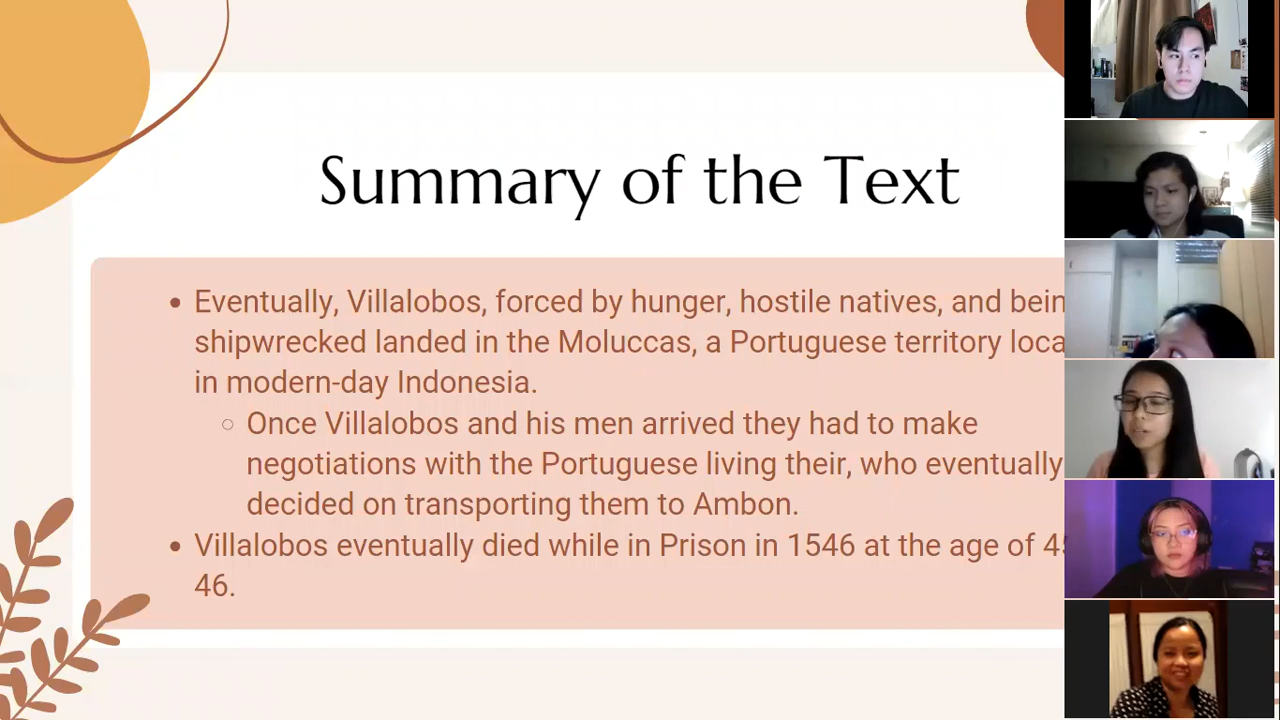 Summary of the Text
• Eventually, Villalobos, forced by hunger, hostile natives, and bein
shipwrecked landed in the Moluccas, a Portuguese territory loca
in modern-day Indonesia.
○ Once Villalobos and his men arrived they had to make
negotiations with the Portuguese living their, who eventually
decided on transporting them to Ambon.
• Villalobos eventually died while in Prison in 1546 at the age of 4
46.